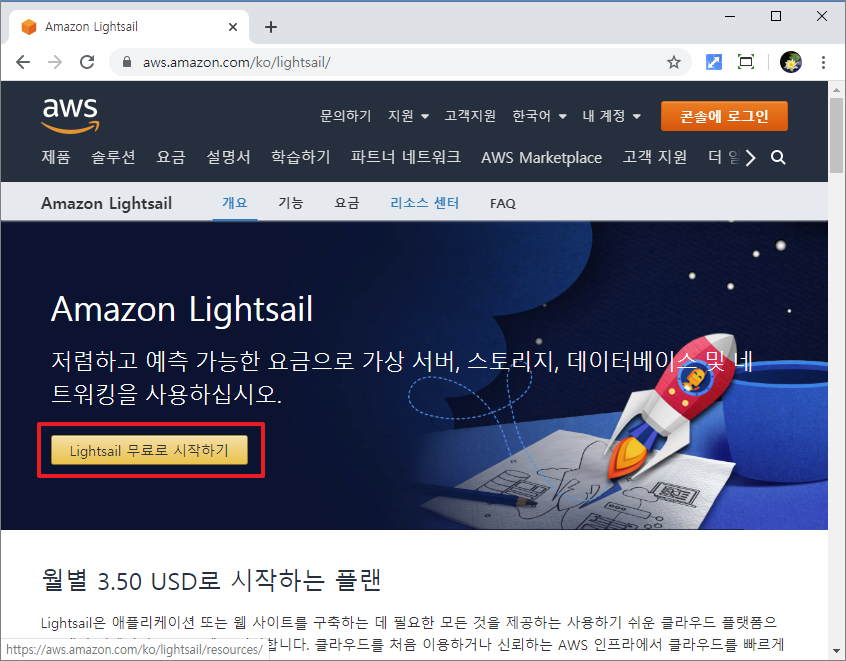 Amazon Lightsail
aws.amazon.com/ko/lightsail/
aws
문의하기 지원 고객지원 한국어 내 계정 콘솔에 로그인
제품 솔루션 요금 설명서 학습하기 파트너 네트워크 AWS Marketplace 고객 지원 더
Amazon Lightsail 개요 기능 요금 리소스 센터 FAQ
Amazon Lightsail
저렴하고 예측 가능한 요금으로 가상 서버, 스토리지, 데이터베이스 및 네
트워킹을 사용하십시오.
Lightsail 무료로 시작하기
월별 3.50 USD로 시작하는 플랜
Lightsail은 애플리케이션 또는 웹 사이트를 구축하는 데 필요한 모든 것을 제공하는 사용하기 쉬운 클라우드 플랫폼으
합니다. 클라우드를 처음 이용하거나 신뢰하는 AWS 인프라에서 클라우드를 빠르게
https://aws.amazon.com/ko/lightsail/resources/